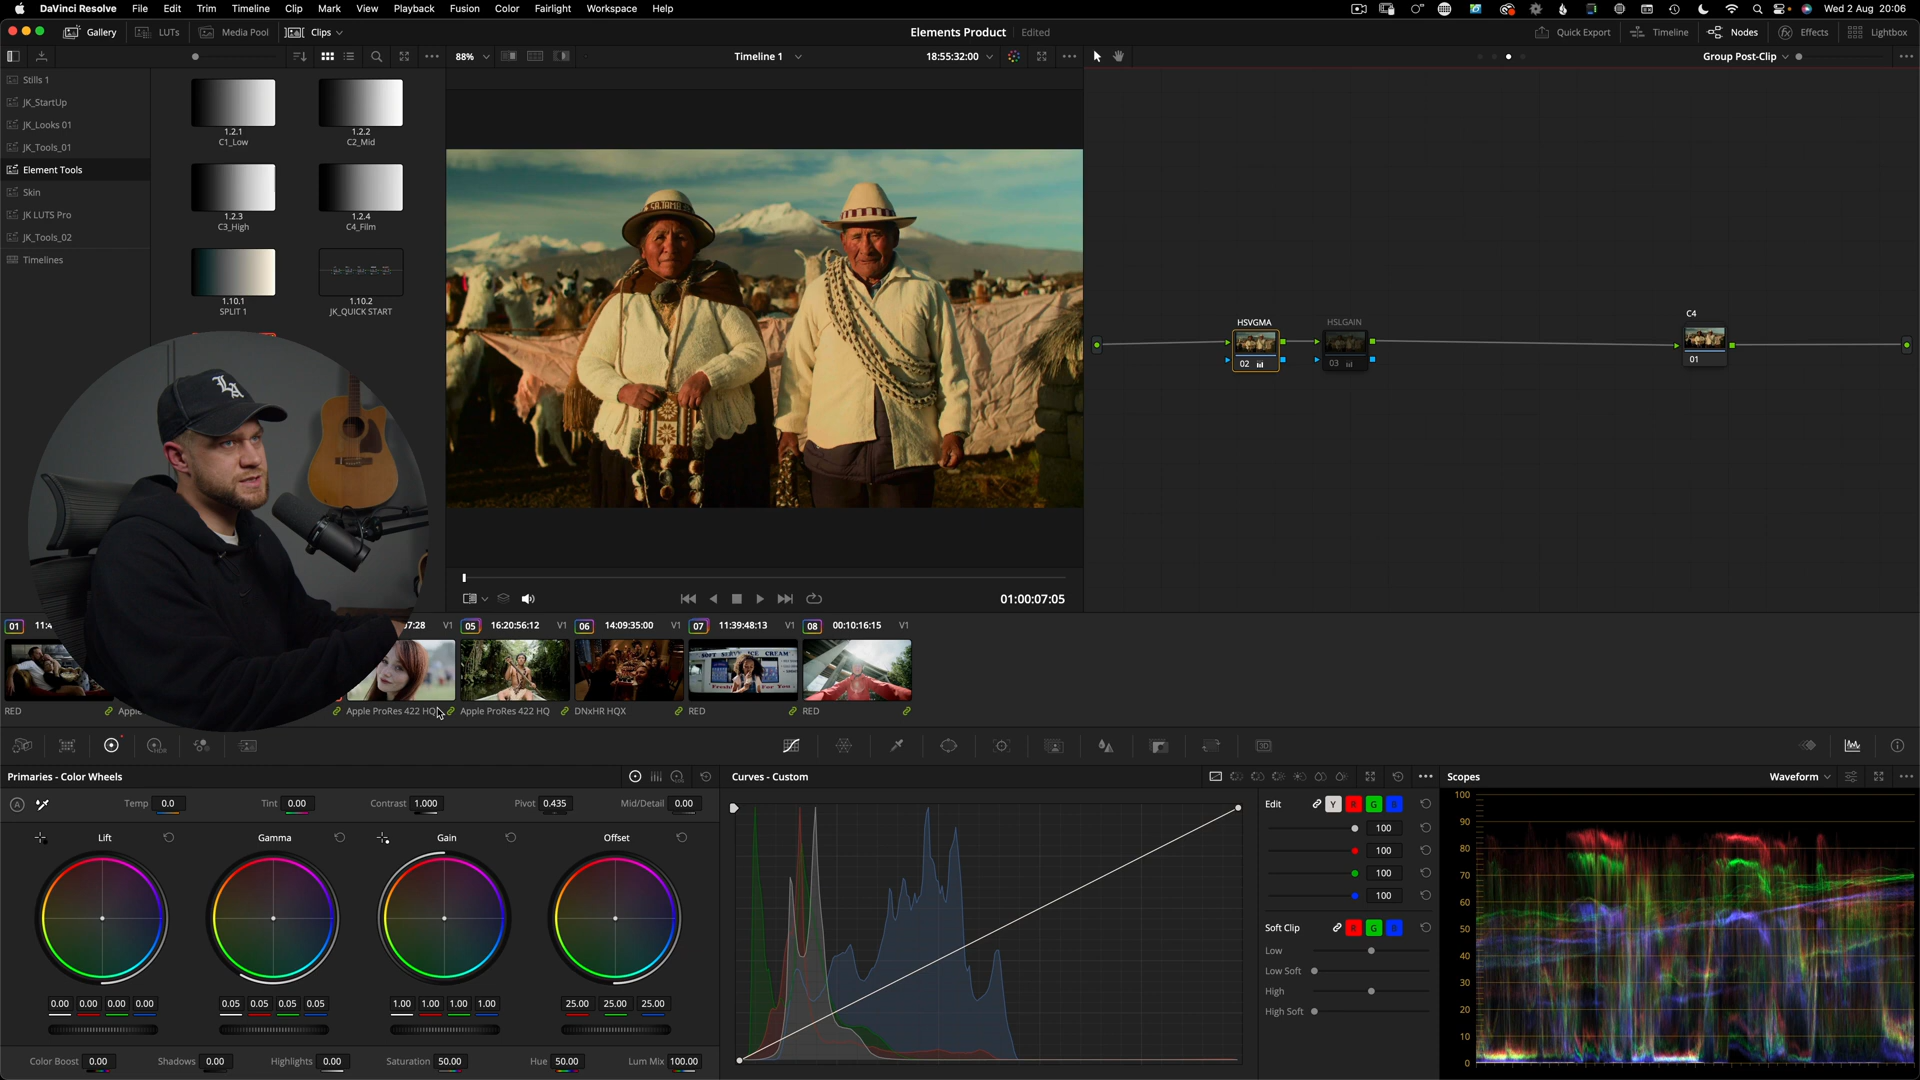 DaVinci Resolve File Edit Trim Timeline Clip Mark View Playback Fusion Color Fairlight Workspace Help Wed 2 Aug 20:06
Gallery LUTs Media Pool Clips Elements Product Edited Quick Export Timeline Nodes Effects Lightbox
88% Timeline 1 18:55:32:00 Group Post-Clip
Stills 1
JK_StartUp
JK_Looks 01
JK_Tools_01
Element Tools
Skin
JK LUTS Pro
JK_Tools_02
Timelines
1.2.1 1.2.2
C1_Low C2_Mid
1.2.3 1.2.4
C3_High C4_Film
1.10.1 1.10.2
SPLIT 1 JK_QUICK START
SAJAMA
LA
HSVGMA HSLGAIN C4
02 03 01
01:00:07:05
01 11:4 07:28 V1 05 16:20:56:12 V1 06 14:09:35:00 V1 07 11:39:48:13 V1 08 00:10:16:15 V1
SOFT SERVE ICE CREAM
RED Apple Apple ProRes 422 HQ Apple ProRes 422 HQ DNxHR HQX RED RED
Primaries - Color Wheels Curves - Custom Scopes Waveform
A Temp 0.0 Tint 0.00 Contrast 1.000 Pivot 0.435 Mid/Detail 0.00
Lift Gamma Gain Offset
0.00 0.00 0.00 0.00 0.05 0.05 0.05 0.05 1.00 1.00 1.00 1.00 25.00 25.00 25.00
Color Boost 0.00 Shadows 0.00 Highlights 0.00 Saturation 50.00 Hue 50.00 Lum Mix 100.00
Edit Y R G B
100
100
100
100
Soft Clip R G B
Low
Low Soft
High
High Soft
100
90
80
70
60
50
40
30
20
10
0